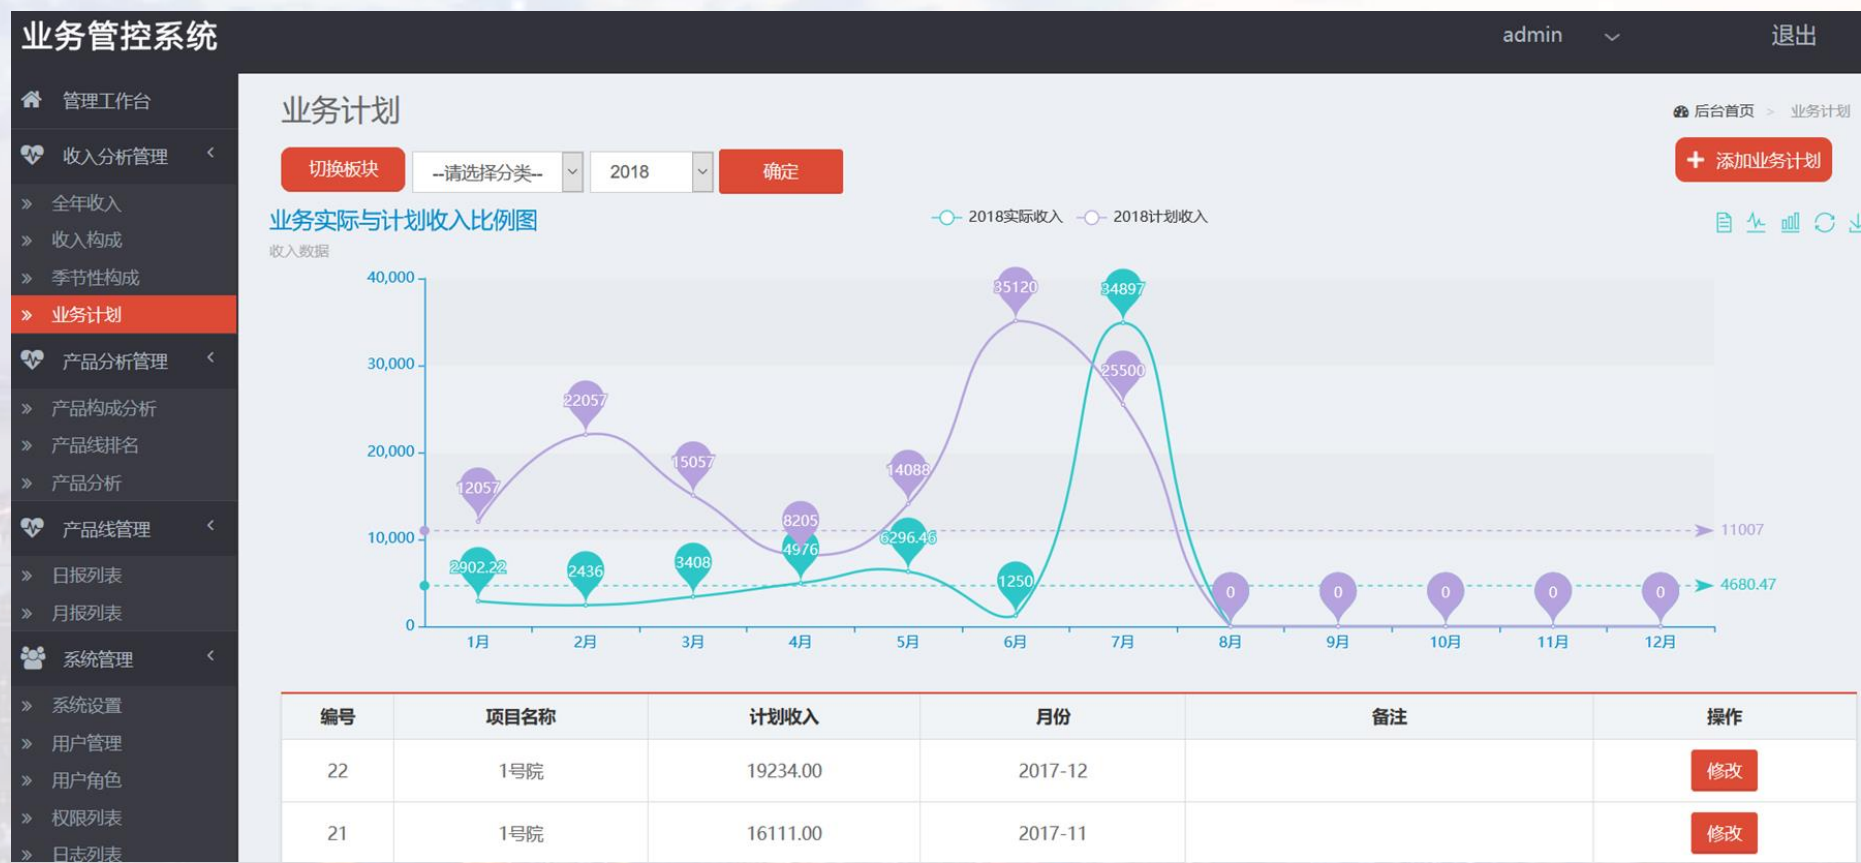 业务管控系统
admin
退出
管理工作台
收入分析管理
全年收入
收入构成
季节性构成
业务计划
产品分析管理
产品构成分析
产品线排名
产品分析
产品线管理
日报列表
月报列表
系统管理
系统设置
用户管理
用户角色
权限列表
日志列表
业务计划
后台首页 > 业务计划
切换板块
--请选择分类--
2018
确定
+ 添加业务计划
业务实际与计划收入比例图
收入数据
2018实际收入 2018计划收入
40,000
30,000
20,000
10,000
0
35120
34897
25500
22057
15057
14088
12057
8205
4976
6296.46
2902.22
2436
3408
1250
0 0 0 0 0
11007
4680.47
1月 2月 3月 4月 5月 6月 7月 8月 9月 10月 11月 12月
编号 项目名称 计划收入 月份 备注 操作
22 1号院 19234.00 2017-12 修改
21 1号院 16111.00 2017-11 修改